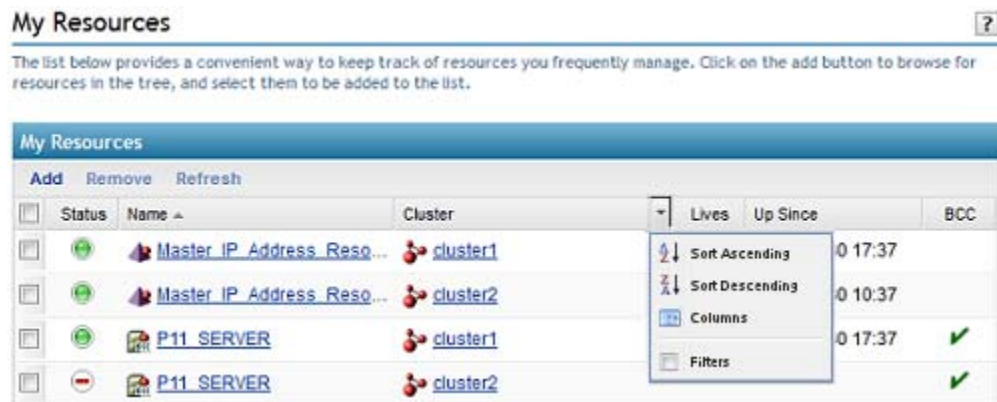 My Resources
?
The list below provides a convenient way to keep track of resources you frequently manage. Click on the add button to browse for
resources in the tree, and select them to be added to the list.
My Resources
Add Remove Refresh
Status Name Cluster Lives Up Since BCC
Master_IP_Address_Reso... cluster1 0 17:37
Sort Ascending
Master_IP_Address_Reso... cluster2 0 10:37
Sort Descending
Columns
P11_SERVER cluster1 0 17:37
Filters
P11_SERVER cluster2